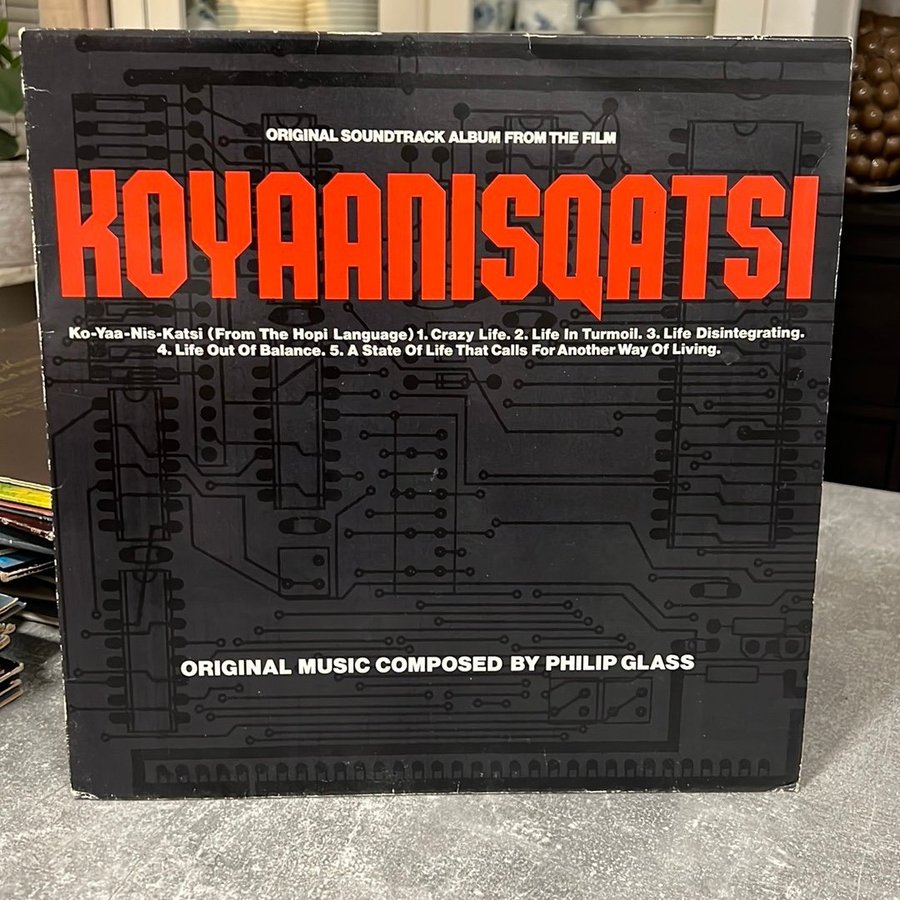 ORIGINAL SOUNDTRACK ALBUM FROM THE FILM
KOYAANISQATSI
Ko-Yaa-Nis-Katsi (From The Hopi Language) 1. Crazy Life. 2. Life In Turmoil. 3. Life Disintegrating.
4. Life Out Of Balance. 5. A State Of Life That Calls For Another Way Of Living.
ORIGINAL MUSIC COMPOSED BY PHILIP GLASS